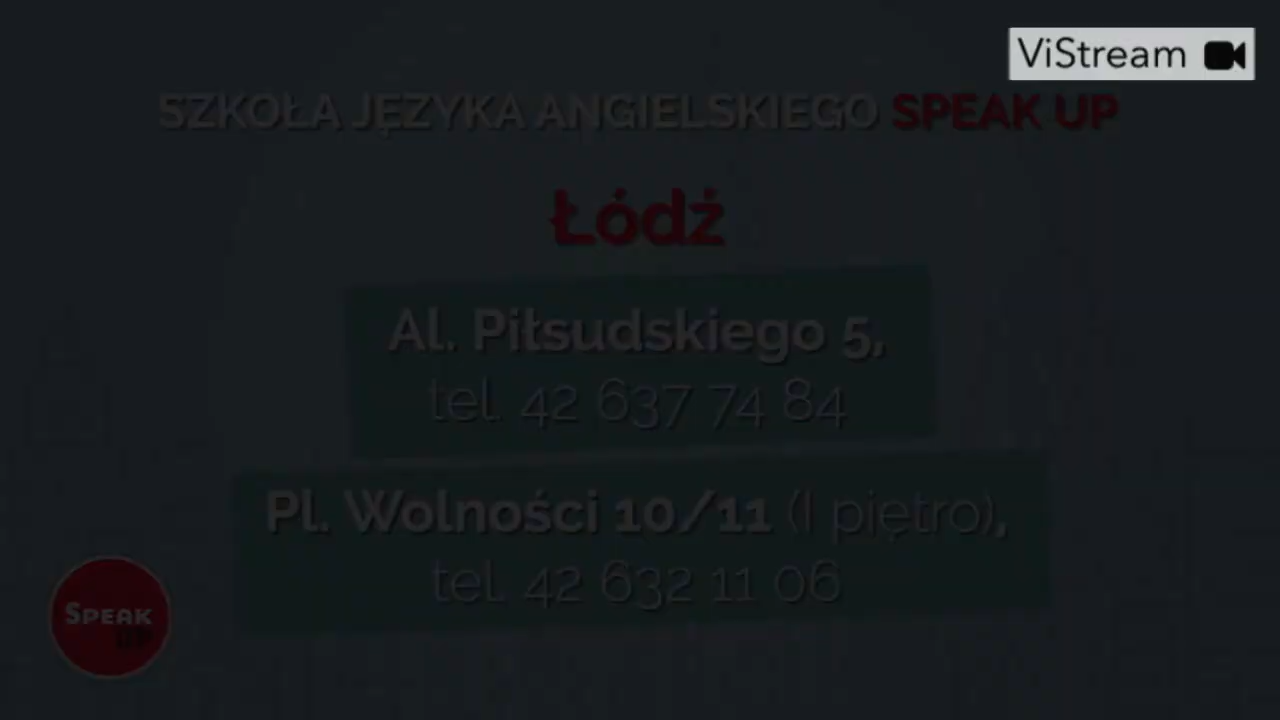 ViStream
SZKOŁA JĘZYKA ANGIELSKIEGO SPEAK UP
Łódź
Al. Piłsudskiego 5,
tel. 42 637 74 84
Pl. Wolności 10/11 (I piętro),
tel. 42 632 11 06
SPEAK
UP